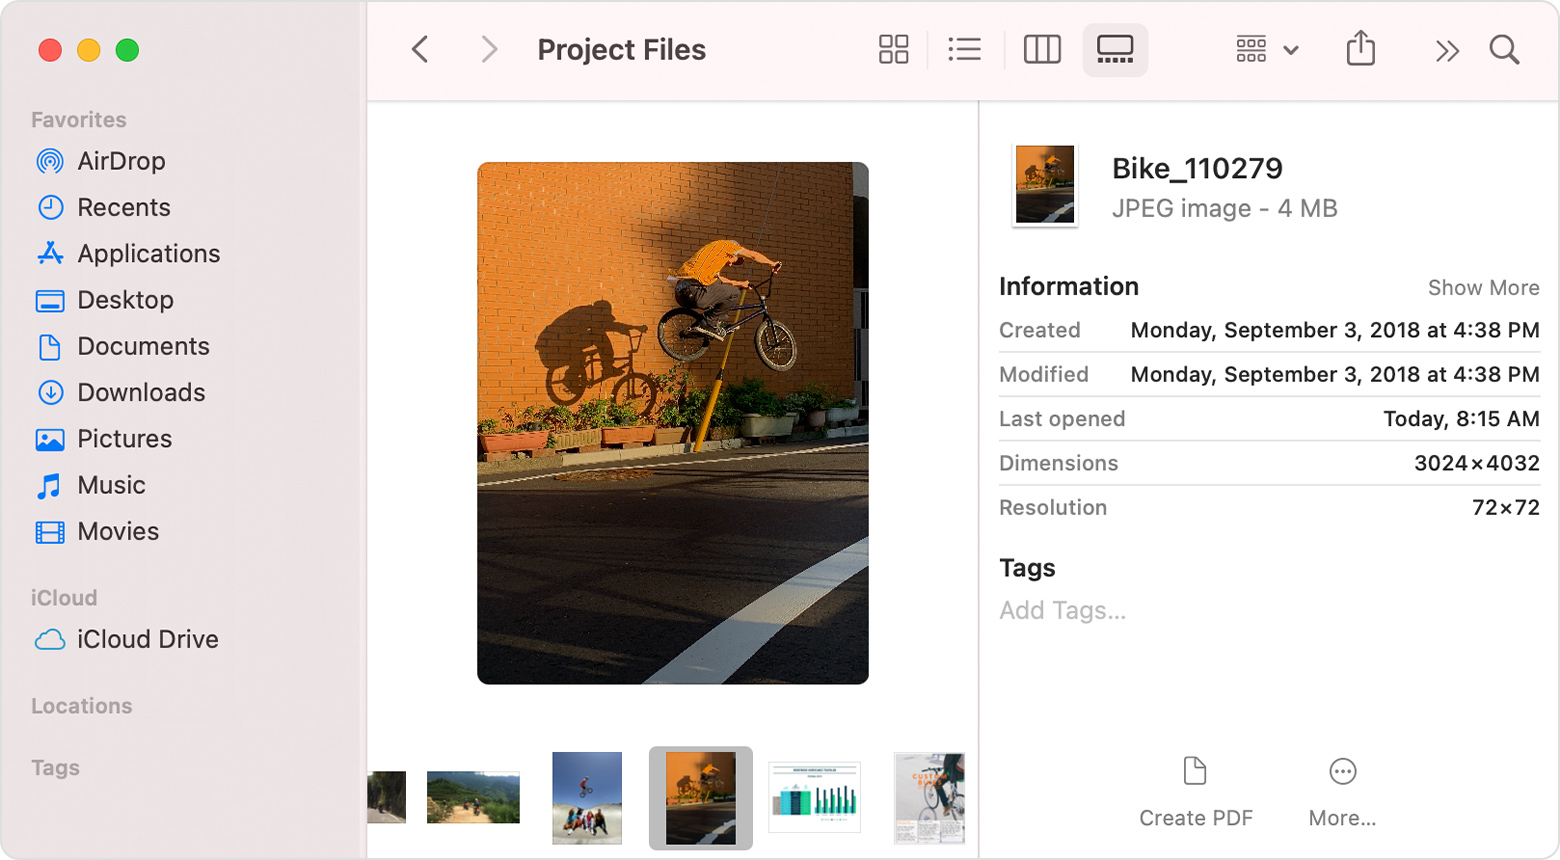 Project Files
Favorites
AirDrop
Recents
Applications
Desktop
Documents
Downloads
Pictures
Music
Movies
iCloud
iCloud Drive
Locations
Tags
Bike_110279
JPEG image - 4 MB
Information
Show More
Created
Monday, September 3, 2018 at 4:38 PM
Modified
Monday, September 3, 2018 at 4:38 PM
Last opened
Today, 8:15 AM
Dimensions
3024×4032
Resolution
72×72
Tags
Add Tags...
Create PDF
More...